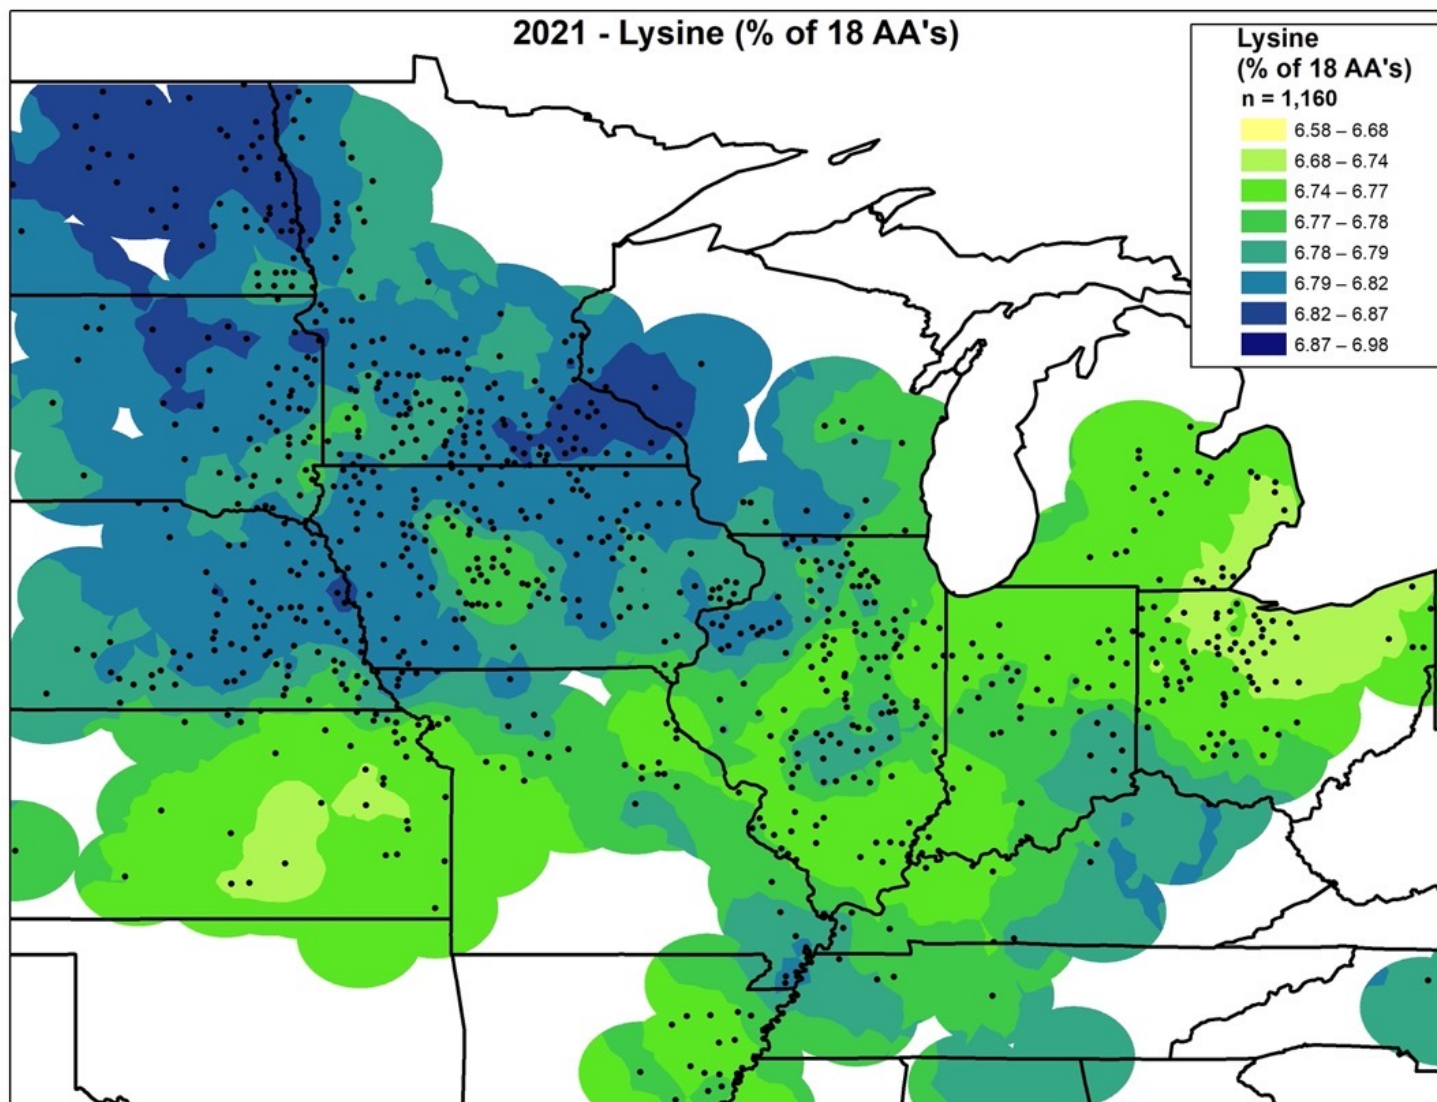 2021 - Lysine (% of 18 AA's)
Lysine
(% of 18 AA's)
n = 1,160
6.58 – 6.68
6.68 – 6.74
6.74 – 6.77
6.77 – 6.78
6.78 – 6.79
6.79 – 6.82
6.82 – 6.87
6.87 – 6.98